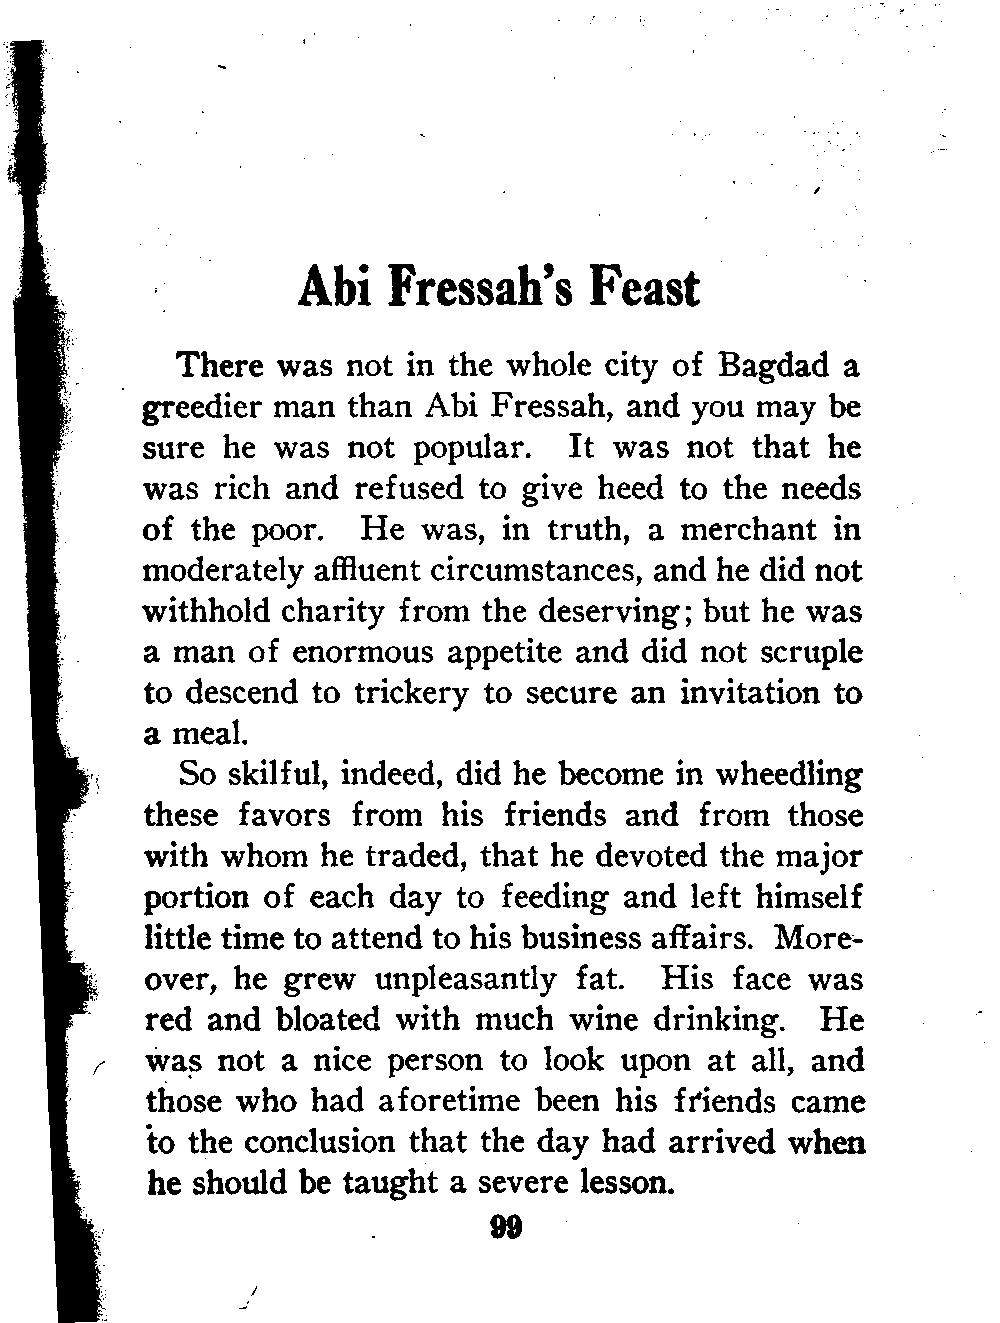 Abi Fressah's Feast
There was not in the whole city of Bagdad a
greedier man than Abi Fressah, and you may be
sure he was not popular. It was not that he
was rich and refused to give heed to the needs
of the poor. He was, in truth, a merchant in
moderately affluent circumstances, and he did not
withhold charity from the deserving; but he was
a man of enormous appetite and did not scruple
to descend to trickery to secure an invitation to
a meal.
So skilful, indeed, did he become in wheedling
these favors from his friends and from those
with whom he traded, that he devoted the major
portion of each day to feeding and left himself
little time to attend to his business affairs. More-
over, he grew unpleasantly fat. His face was
red and bloated with much wine drinking. He
was not a nice person to look upon at all, and
those who had aforetime been his friends came
to the conclusion that the day had arrived when
he should be taught a severe lesson.
99